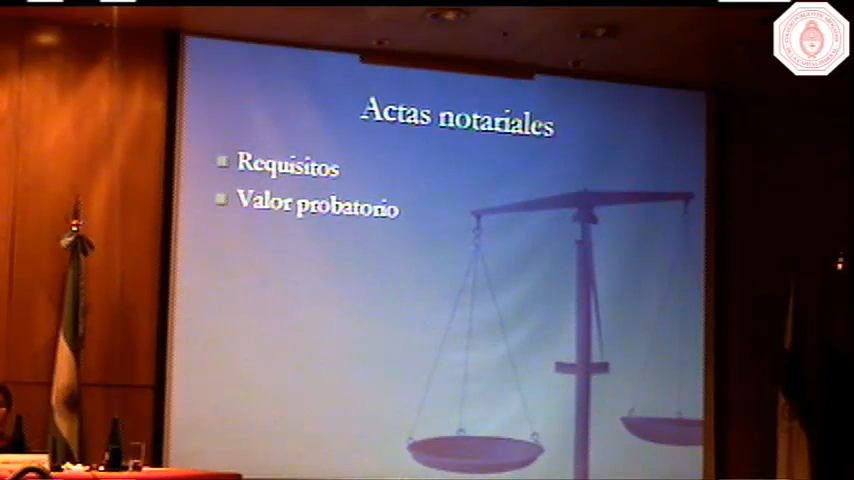 Actas notariales
Requisitos
Valor probatorio